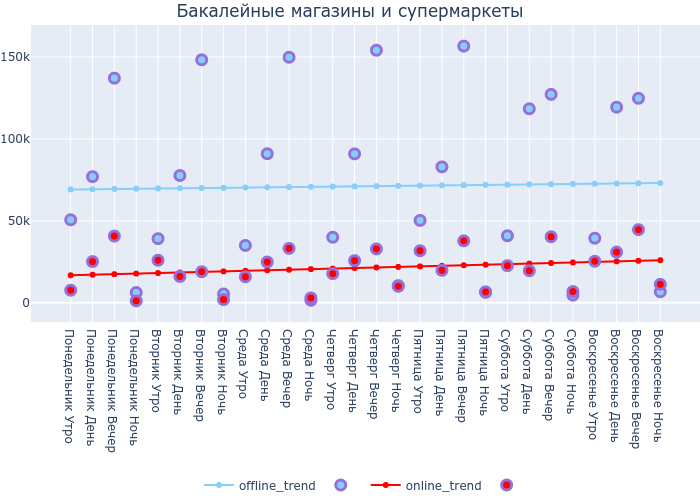 Бакалейные магазины и супермаркеты
150k
100k
50k
0
Понедельник Утро
Понедельник День
Понедельник Вечер
Понедельник Ночь
Вторник Утро
Вторник День
Вторник Вечер
Вторник Ночь
Среда Утро
Среда День
Среда Вечер
Среда Ночь
Четверг Утро
Четверг День
Четверг Вечер
Четверг Ночь
Пятница Утро
Пятница День
Пятница Вечер
Пятница Ночь
Суббота Утро
Суббота День
Суббота Вечер
Суббота Ночь
Воскресенье Утро
Воскресенье День
Воскресенье Вечер
Воскресенье Ночь
offline_trend
online_trend